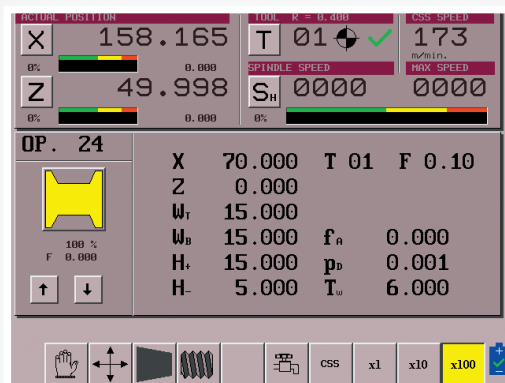 ACTUAL POSITION
TOOL R = 0.400
CSS SPEED
X 158.165
T 01
173
m/min.
0% 0.000
SPINDLE SPEED
MAX SPEED
Z 49.998
SH 0000
0000
0% 0.000
0%
OP. 24
X 70.000 T 01 F 0.10
Z 0.000
WT 15.000
WB 15.000 fA 0.000
100 %
F 0.000
H+ 15.000 PD 0.001
H- 5.000 Tw 6.000
CSS x1 x10 x100